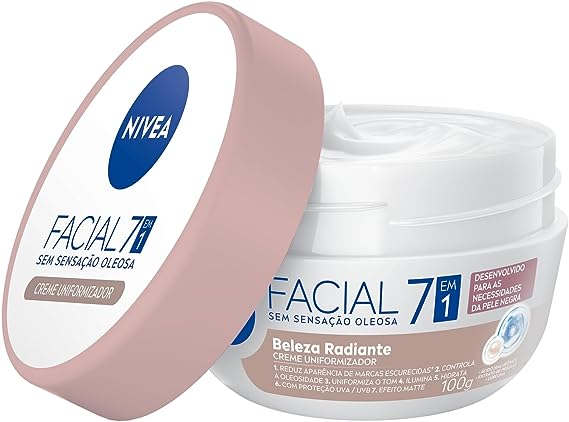 NIVEA
FACIAL 7 EM 1
SEM SENSAÇÃO OLEOSA
CREME UNIFORMIZADOR
FACIAL 7 EM 1
SEM SENSAÇÃO OLEOSA
DESENVOLVIDO
PARA AS
NECESSIDADES
DA PELE NEGRA
Beleza Radiante
CREME UNIFORMIZADOR
1. REDUZ APARÊNCIA DE MARCAS ESCURECIDAS* 2. CONTROLA
A OLEOSIDADE 3. UNIFORMIZA O TOM 4. ILUMINA 5. HIDRATA
6. COM PROTEÇÃO UVA / UVB 7. EFEITO MATTE
100g